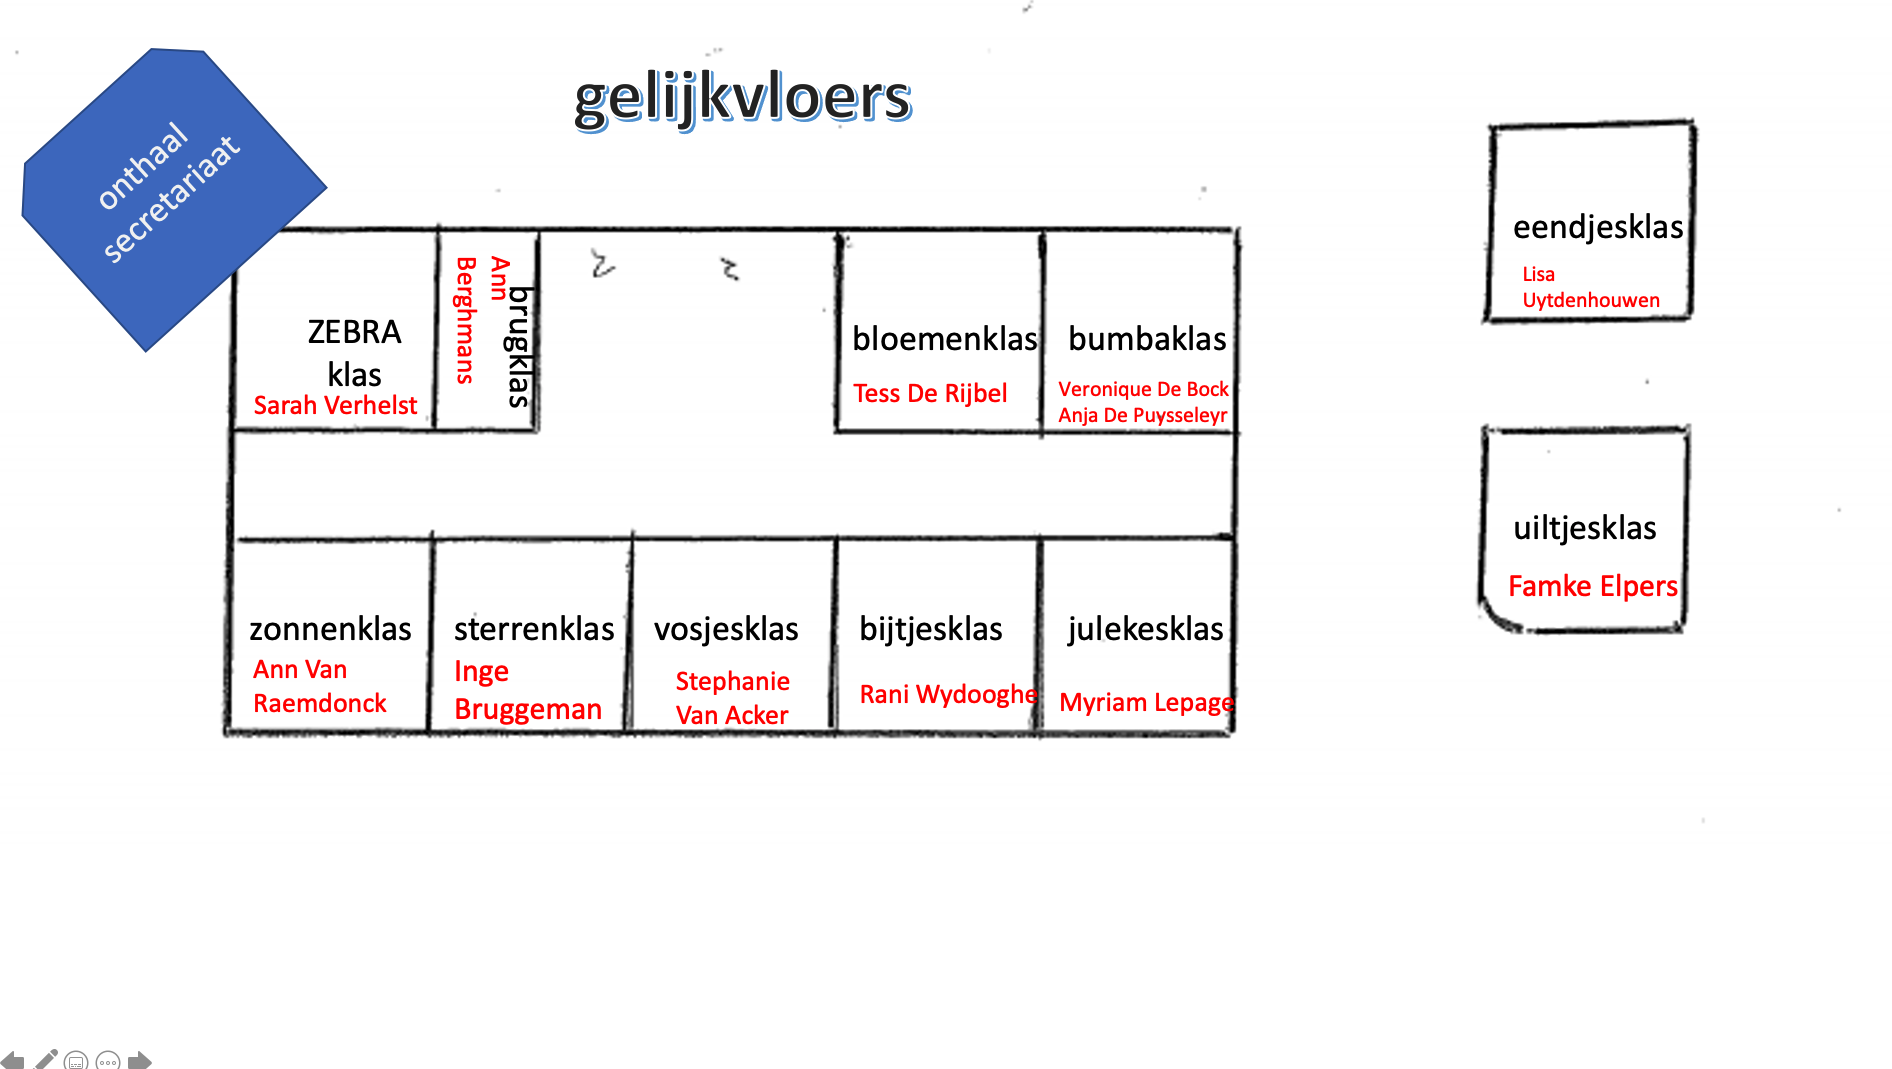 gelijkvloers
onthaal
secretariaat
ZEBRA
klas
Sarah Verhelst
brugklas
Ann
Berghmans
bloemenklas
Tess De Rijbel
bumbaklas
Veronique De Bock
Anja De Puysseleyr
eendjesklas
Lisa
Uytdenhouwen
uiltjesklas
Famke Elpers
zonnenklas
Ann Van
Raemdonck
sterrenklas
Inge
Bruggeman
vosjesklas
Stephanie
Van Acker
bijtjesklas
Rani Wydooghe
julekesklas
Myriam Lepage